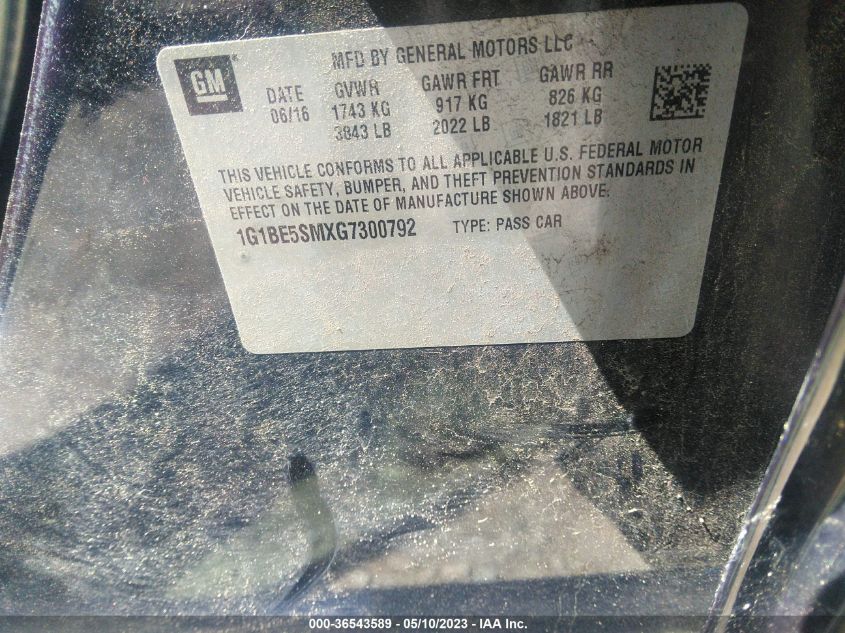 MFD BY GENERAL MOTORS LLC
GM
DATE GVWR GAWR FRT GAWR RR
06/16 1743 KG 917 KG 826 KG
3843 LB 2022 LB 1821 LB
THIS VEHICLE CONFORMS TO ALL APPLICABLE U.S. FEDERAL MOTOR
VEHICLE SAFETY, BUMPER, AND THEFT PREVENTION STANDARDS IN
EFFECT ON THE DATE OF MANUFACTURE SHOWN ABOVE.
1G1BE5SMXG7300792 TYPE: PASS CAR
000-36543589 - 05/10/2023 - IAA Inc.